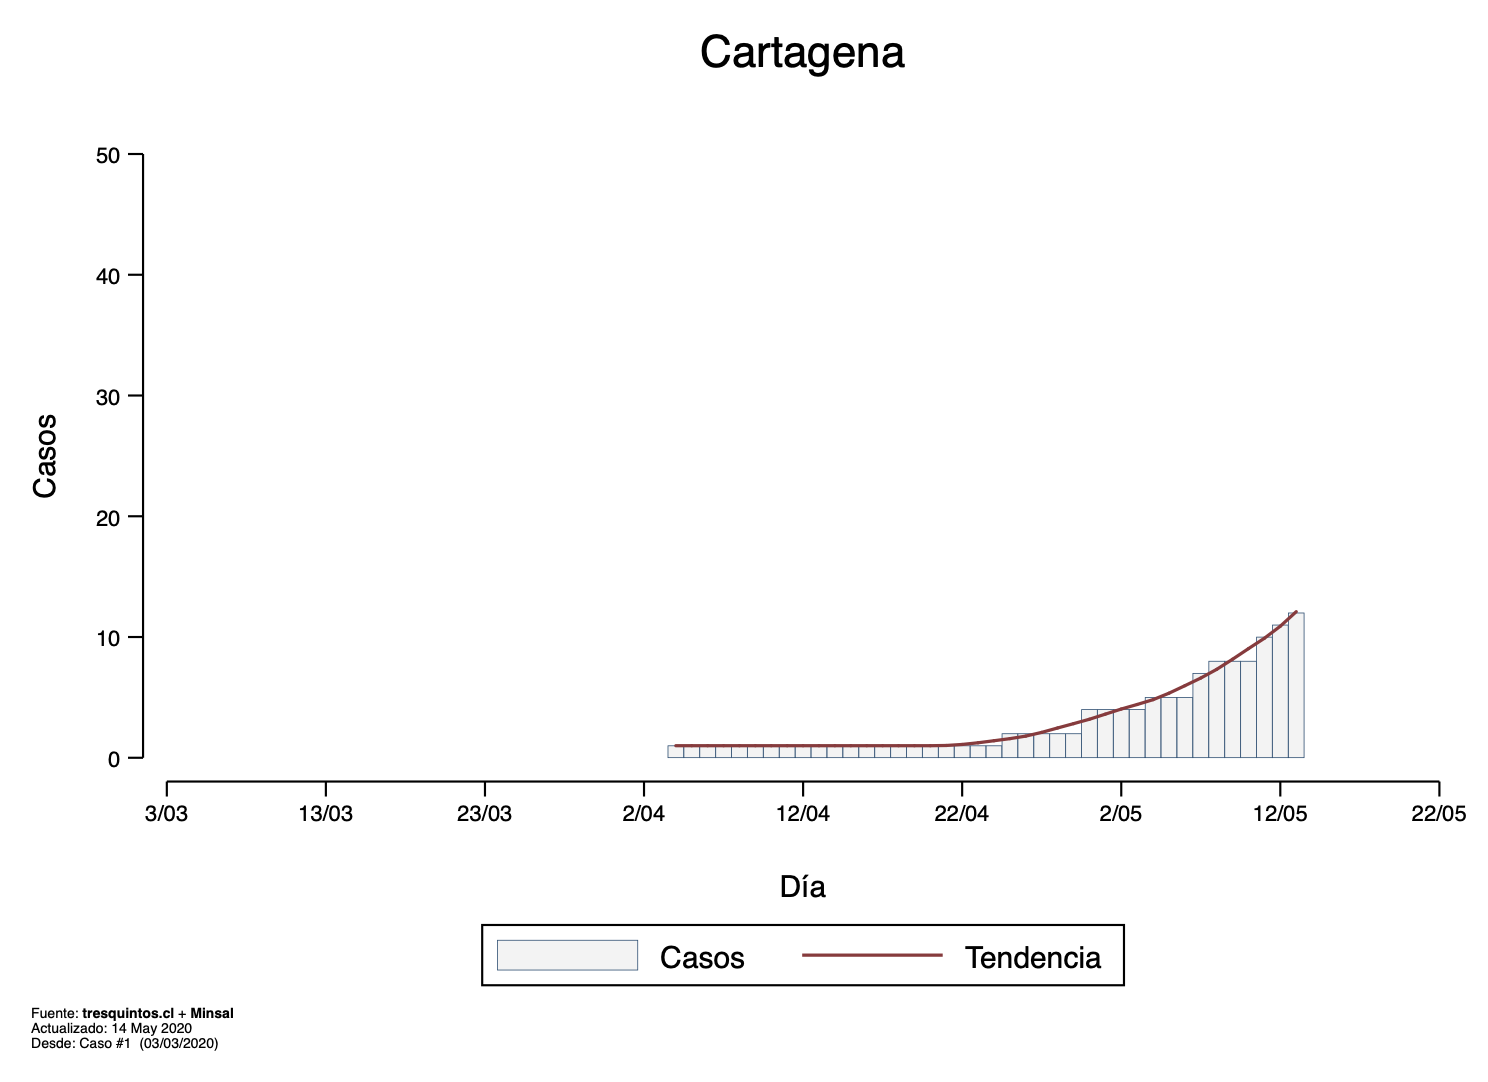 Cartagena
50
40
30
20
10
0
Casos
3/03 13/03 23/03 2/04 12/04 22/04 2/05 12/05 22/05
Día
Casos Tendencia
Fuente: tresquintos.cl + Minsal
Actualizado: 14 May 2020
Desde: Caso #1 (03/03/2020)